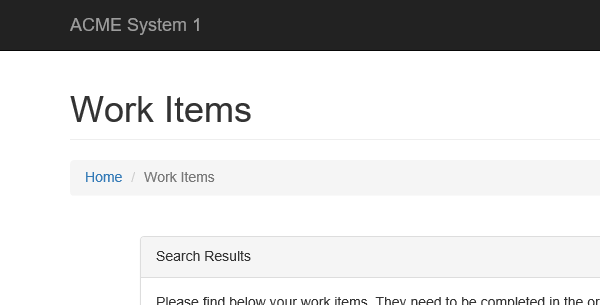 ACME System 1
Work Items
Home / Work Items
Search Results
Please find below your work items. They need to be completed in the